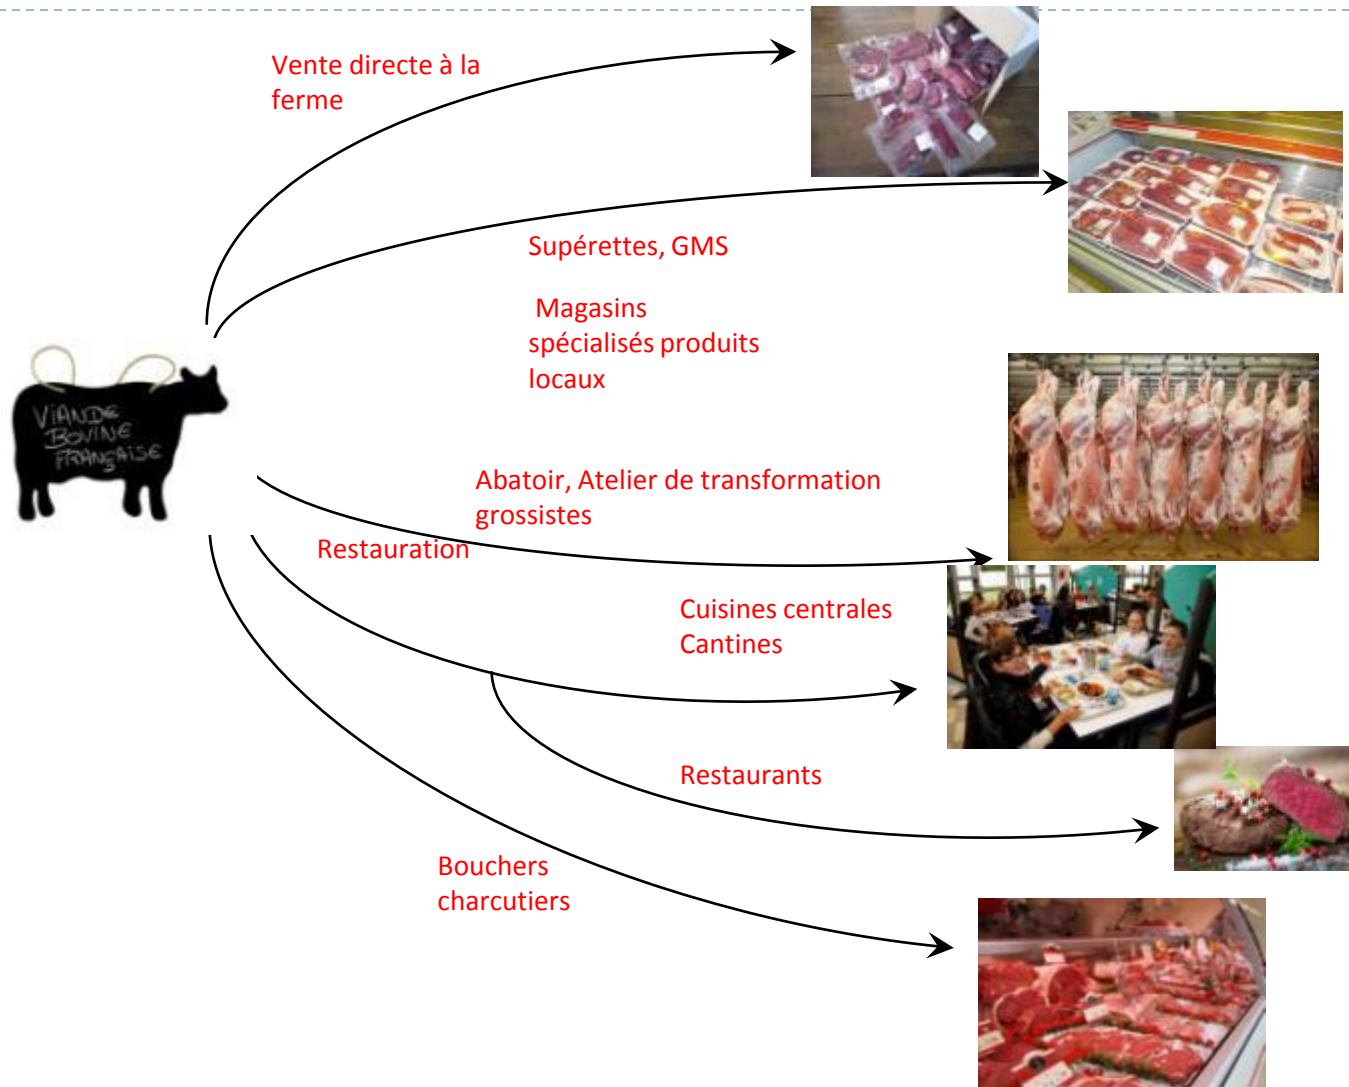 Vente directe à la
ferme
Supérettes, GMS
Magasins
spécialisés produits
locaux
VIANDE
BOVINE
FRANÇAISE
Abatoir, Atelier de transformation
grossistes
Restauration
Cuisines centrales
Cantines
Restaurants
Bouchers
charcutiers